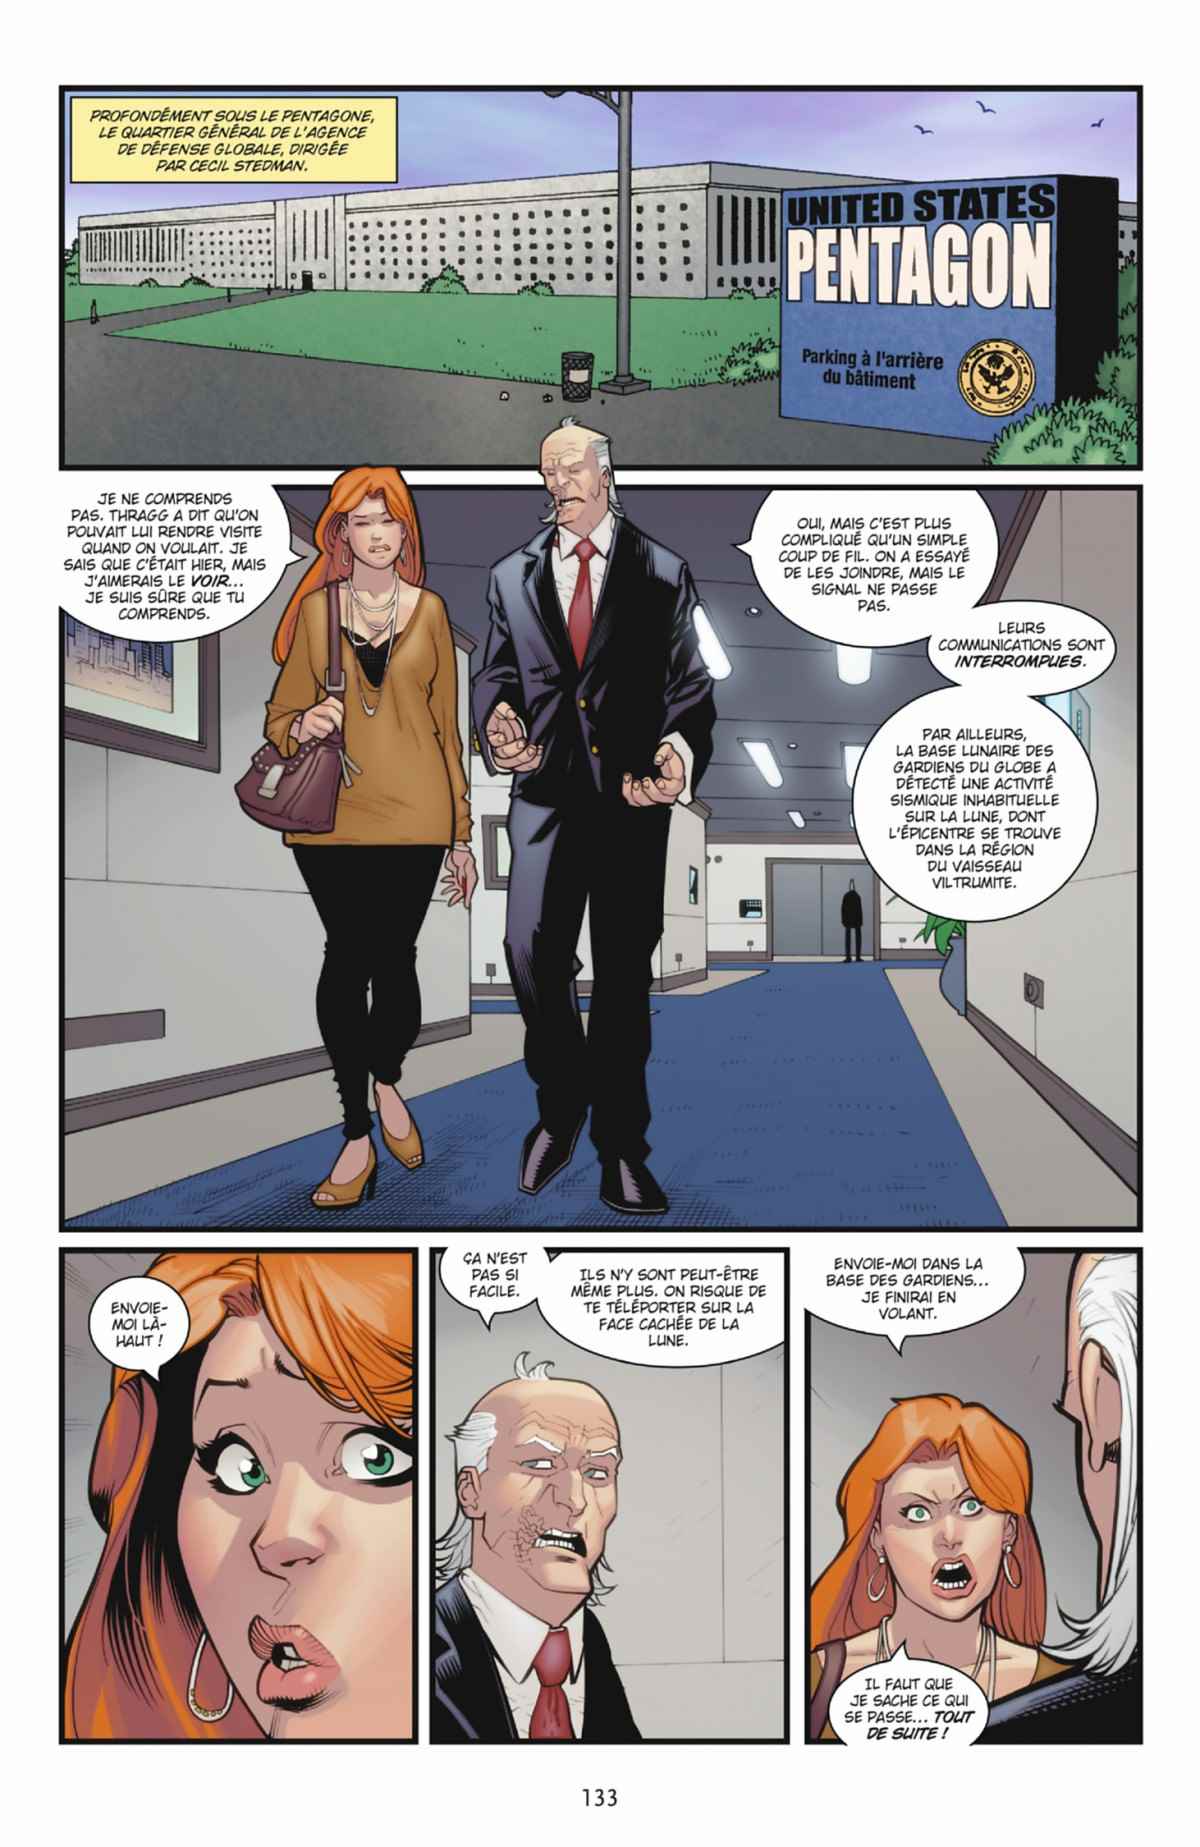 PROFONDÉMENT SOUS LE PENTAGONE,
LE QUARTIER GÉNÉRAL DE L'AGENCE
DE DÉFENSE GLOBALE, DIRIGÉE
PAR CECIL STEDMAN.
UNITED STATES
PENTAGON
Parking à l'arrière
du bâtiment
JE NE COMPRENDS
PAS. THRAGG A DIT QU'ON
POUVAIT LUI RENDRE VISITE
QUAND ON VOULAIT. JE
SAIS QUE C'ÉTAIT HIER, MAIS
J'AIMERAIS LE VOIR...
JE SUIS SÛRE QUE TU
COMPRENDS.
OUI, MAIS C'EST PLUS
COMPLIQUÉ QU'UN SIMPLE
COUP DE FIL. ON A ESSAYÉ
DE LES JOINDRE, MAIS LE
SIGNAL NE PASSE
PAS.
LEURS
COMMUNICATIONS SONT
INTERROMPUES.
PAR AILLEURS,
LA BASE LUNAIRE DES
GARDIENS DU GLOBE A
DÉTECTÉ UNE ACTIVITÉ
SISMIQUE INHABITUELLE
SUR LA LUNE, DONT
L'ÉPICENTRE SE TROUVE
DANS LA RÉGION
DU VAISSEAU
VILTRUMITE.
ENVOIE-
MOI LÀ-
HAUT !
ÇA N'EST
PAS SI
FACILE.
ILS N'Y SONT PEUT-ÊTRE
MÊME PLUS. ON RISQUE DE
TE TÉLÉPORTER SUR LA
FACE CACHÉE DE LA
LUNE.
ENVOIE-MOI DANS LA
BASE DES GARDIENS...
JE FINIRAI EN
VOLANT.
IL FAUT QUE
JE SACHE CE QUI
SE PASSE... TOUT
DE SUITE !
133